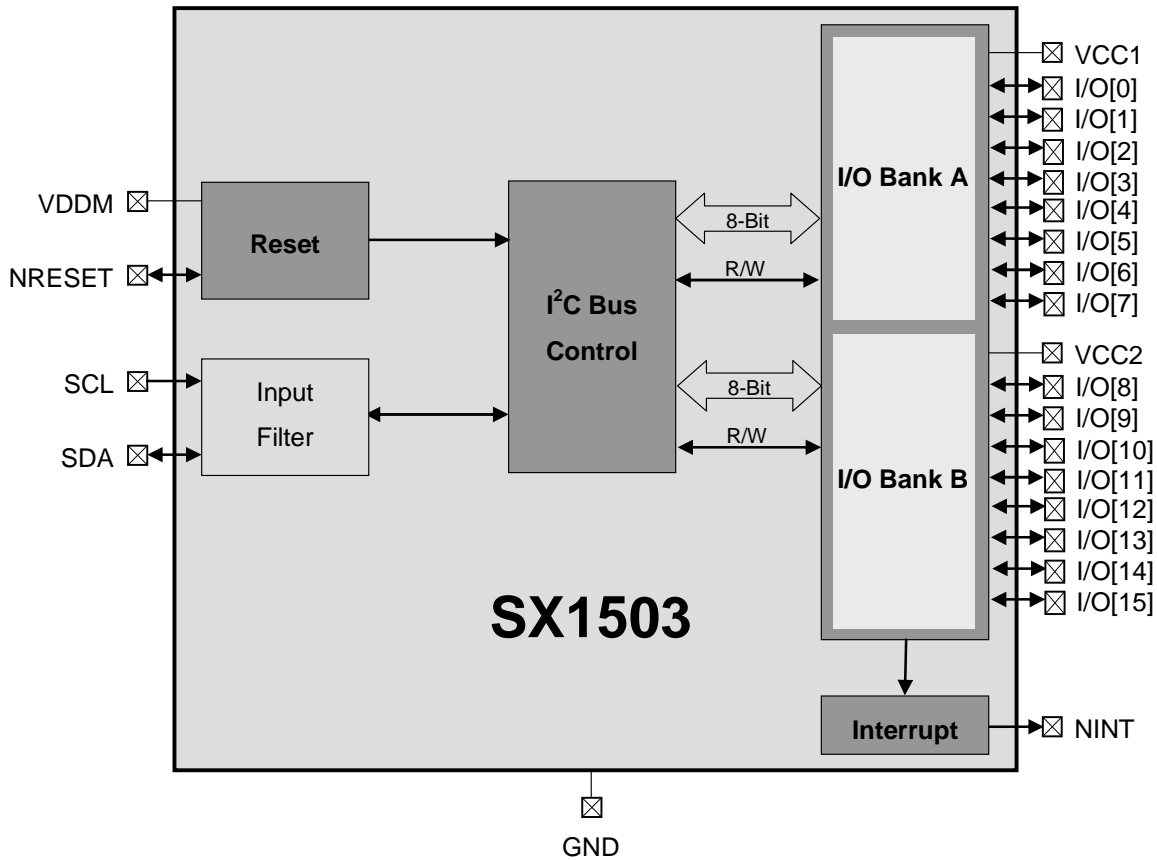 VDDM
NRESET
SCL
SDA
Reset
Input
Filter
I²C Bus
Control
8-Bit
R/W
8-Bit
R/W
I/O Bank A
I/O Bank B
VCC1
I/O[0]
I/O[1]
I/O[2]
I/O[3]
I/O[4]
I/O[5]
I/O[6]
I/O[7]
VCC2
I/O[8]
I/O[9]
I/O[10]
I/O[11]
I/O[12]
I/O[13]
I/O[14]
I/O[15]
SX1503
Interrupt
NINT
GND